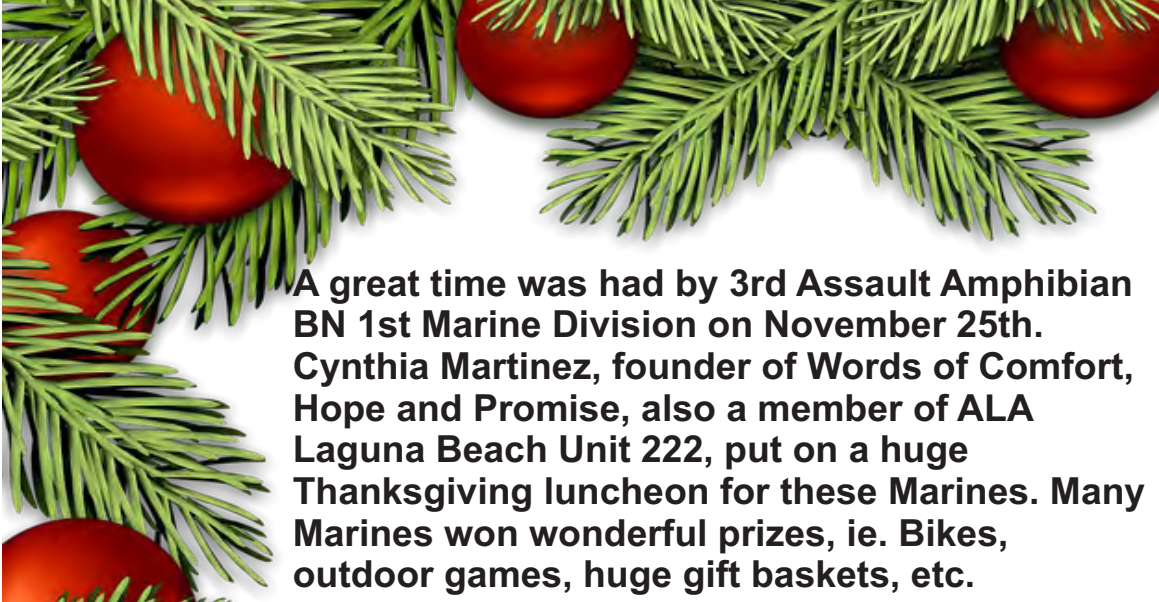 A great time was had by 3rd Assault Amphibian
BN 1st Marine Division on November 25th.
Cynthia Martinez, founder of Words of Comfort,
Hope and Promise, also a member of ALA
Laguna Beach Unit 222, put on a huge
Thanksgiving luncheon for these Marines. Many
Marines won wonderful prizes, ie. Bikes,
outdoor games, huge gift baskets, etc.